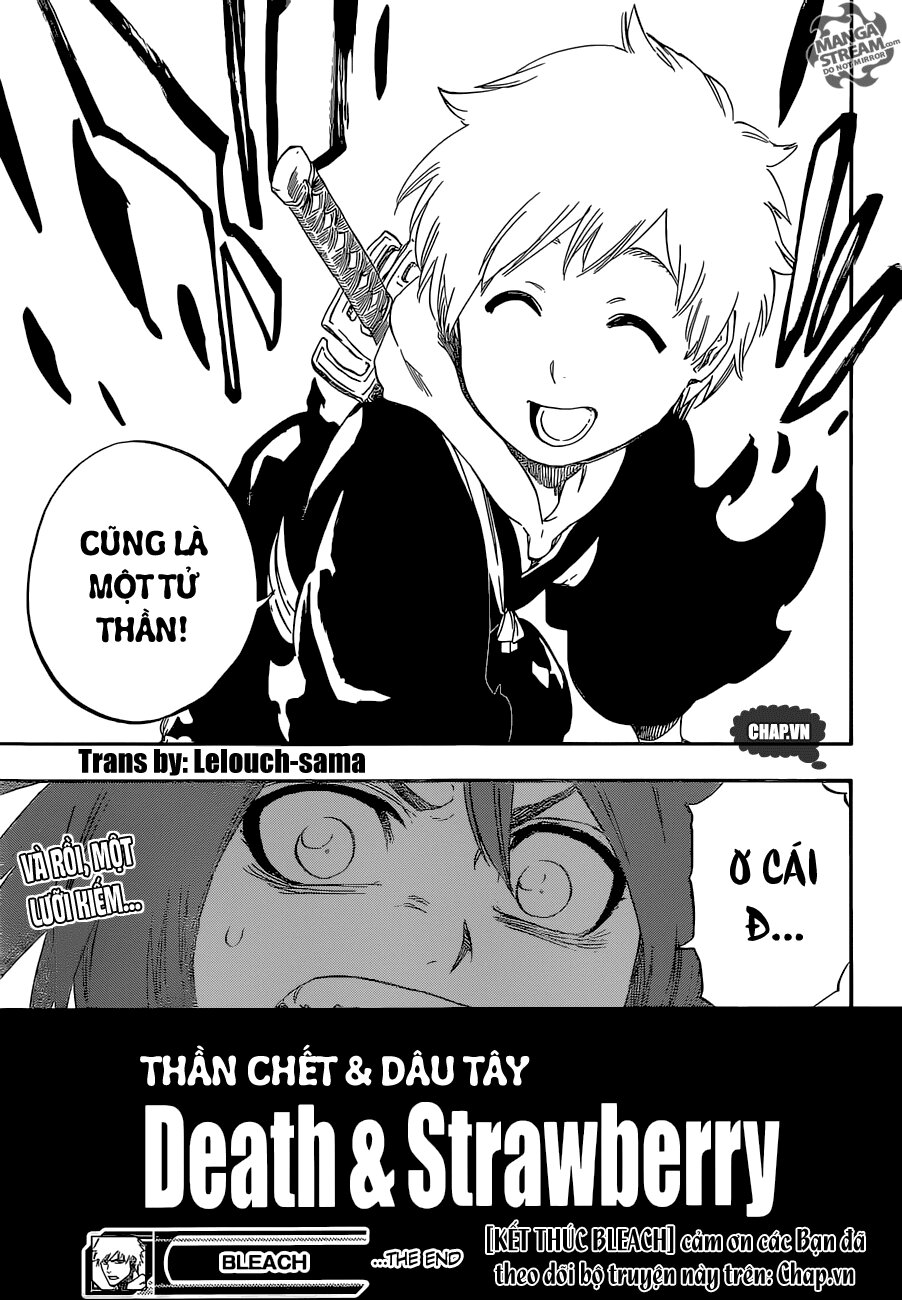 MANGA
STREAM.com
DO NOT MIRROR
CŨNG LÀ
MỘT TỬ
THẦN!
CHAP.VN
Trans by: Lelouch-sama
VÀ RỒI, MỘT
LƯỠI KIẾM...
Ơ CÁI
Đ...
THẦN CHẾT & DÂU TÂY
Death & Strawberry
BLEACH
...THE END
[KẾT THÚC BLEACH] cảm ơn các Bạn đã
theo dõi bộ truyện này trên: Chap.vn